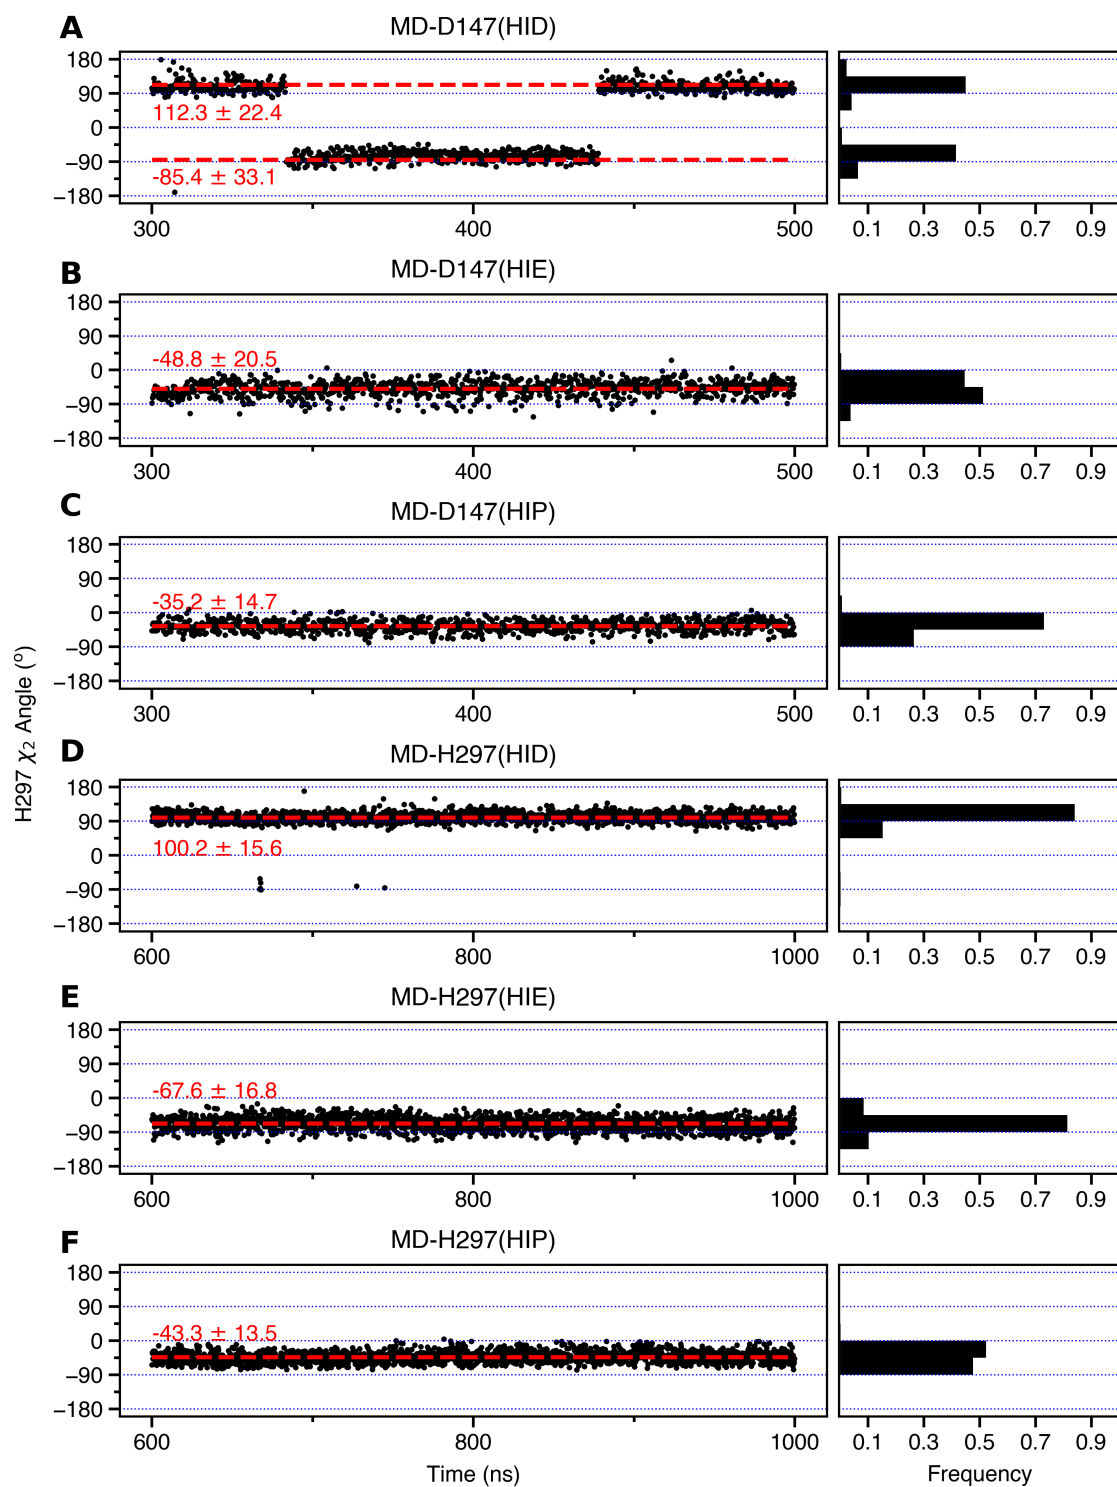 A
MD-D147(HID)
180
90
0
−90
−180
112.3 ± 22.4
-85.4 ± 33.1
300 400 500
0.1 0.3 0.5 0.7 0.9
B
MD-D147(HIE)
180
90
0
−90
−180
-48.8 ± 20.5
300 400 500
0.1 0.3 0.5 0.7 0.9
C
MD-D147(HIP)
180
90
0
−90
−180
-35.2 ± 14.7
300 400 500
0.1 0.3 0.5 0.7 0.9
H297 χ2 Angle (º)
D
MD-H297(HID)
180
90
0
−90
−180
100.2 ± 15.6
600 800 1000
0.1 0.3 0.5 0.7 0.9
E
MD-H297(HIE)
180
90
0
−90
−180
-67.6 ± 16.8
600 800 1000
0.1 0.3 0.5 0.7 0.9
F
MD-H297(HIP)
180
90
0
−90
−180
-43.3 ± 13.5
600 800 1000
0.1 0.3 0.5 0.7 0.9
Time (ns)
Frequency